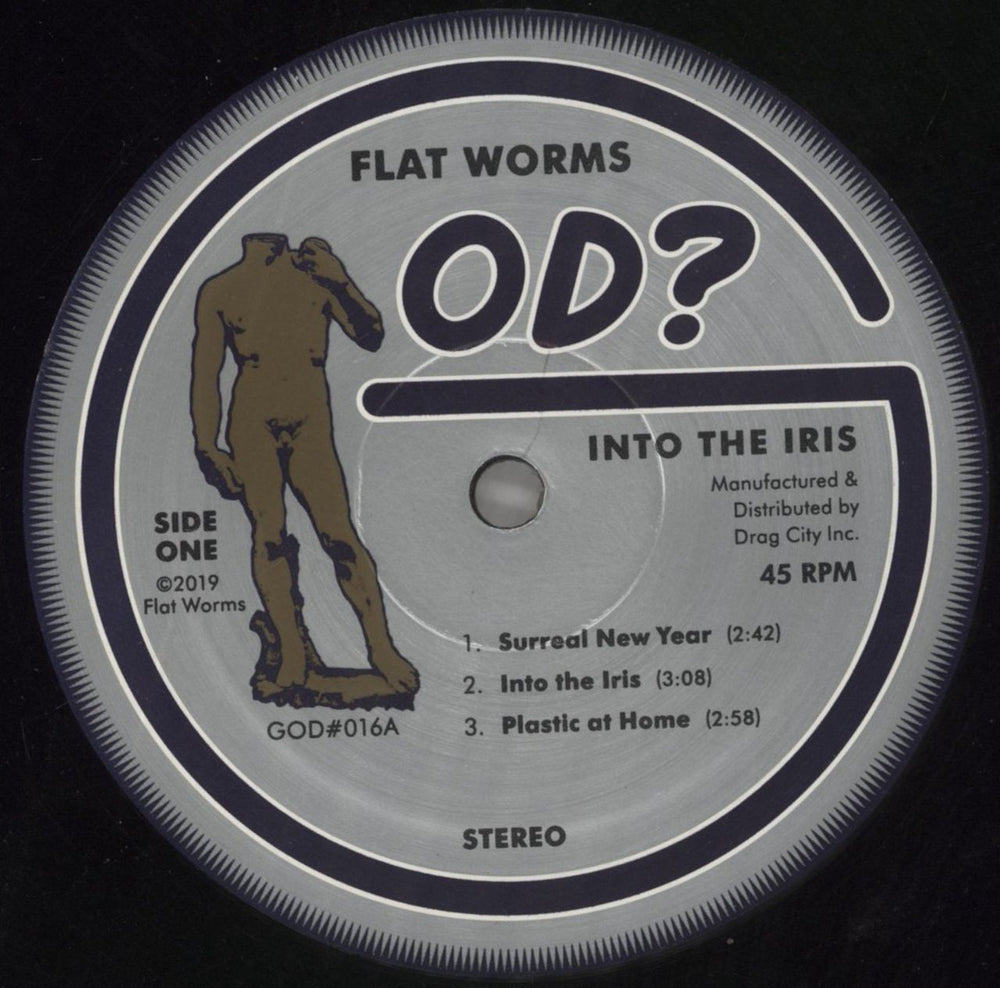 FLAT WORMS
GOD?
INTO THE IRIS
Manufactured &
Distributed by
Drag City Inc.
45 RPM
SIDE
ONE
©2019
Flat Worms
1. Surreal New Year (2:42)
2. Into the Iris (3:08)
3. Plastic at Home (2:58)
GOD#016A
STEREO